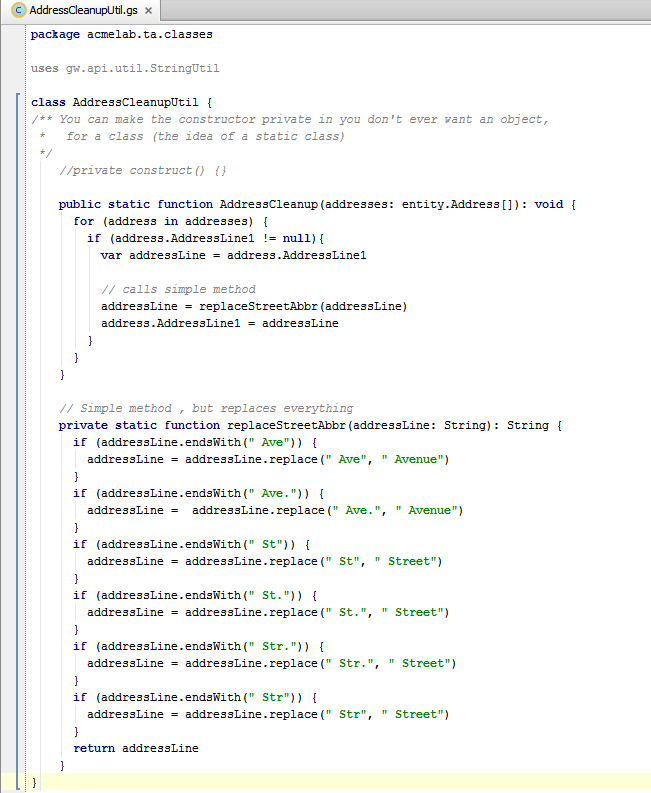 AddressCleanupUtil.gs
package acmelab.ta.classes
uses gw.api.util.StringUtil
class AddressCleanupUtil {
/** You can make the constructor private in you don't ever want an object,
 *   for a class (the idea of a static class)
 */
    //private construct() {}
    public static function AddressCleanup(addresses: entity.Address[]): void {
      for (address in addresses) {
        if (address.AddressLine1 != null){
          var addressLine = address.AddressLine1
          // calls simple method
          addressLine = replaceStreetAbbr(addressLine)
          address.AddressLine1 = addressLine
        }
      }
    }
    // Simple method , but replaces everything
    private static function replaceStreetAbbr(addressLine: String): String {
      if (addressLine.endsWith(" Ave")) {
        addressLine = addressLine.replace(" Ave", " Avenue")
      }
      if (addressLine.endsWith(" Ave.")) {
        addressLine =  addressLine.replace(" Ave.", " Avenue")
      }
      if (addressLine.endsWith(" St")) {
        addressLine = addressLine.replace(" St", " Street")
      }
      if (addressLine.endsWith(" St.")) {
        addressLine = addressLine.replace(" St.", " Street")
      }
      if (addressLine.endsWith(" Str.")) {
        addressLine = addressLine.replace(" Str.", " Street")
      }
      if (addressLine.endsWith(" Str")) {
        addressLine = addressLine.replace(" Str", " Street")
      }
      return addressLine
    }
}